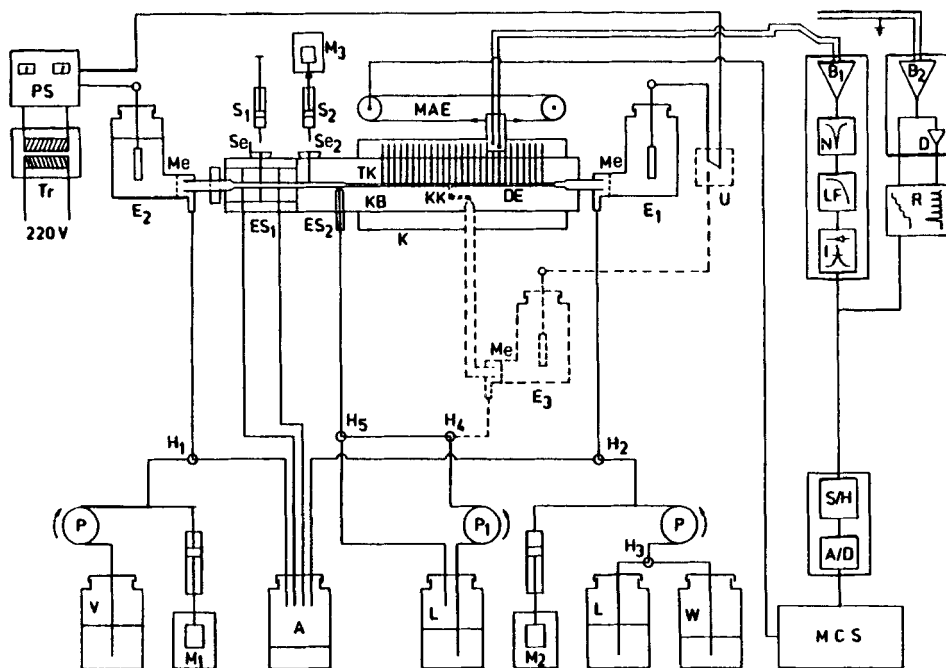 PS
Tr
220 V
E2
Me
S1
Se1
M3
S2
Se2
MAE
TK
KB
KK
DE
K
ES1
ES2
Me
E1
U
B1
N
LF
I
B2
D
R
Me
E3
H1
H5
H4
H2
P
V
M1
A
P1
L
M2
H3
P
L
W
S/H
A/D
MCS